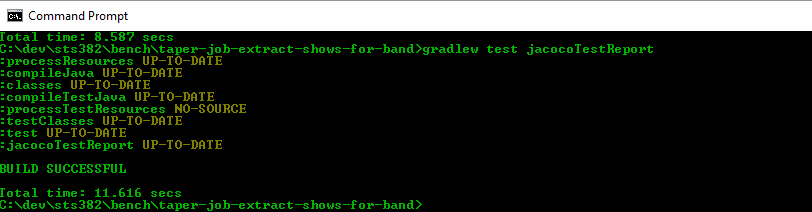 Command Prompt
Total time: 8.587 secs
C:\dev\sts382\bench\taper-job-extract-shows-for-band>gradlew test jacocoTestReport
:processResources UP-TO-DATE
:compileJava UP-TO-DATE
:classes UP-TO-DATE
:compileTestJava UP-TO-DATE
:processTestResources NO-SOURCE
:testClasses UP-TO-DATE
:test UP-TO-DATE
:jacocoTestReport UP-TO-DATE
BUILD SUCCESSFUL
Total time: 11.616 secs
C:\dev\sts382\bench\taper-job-extract-shows-for-band>